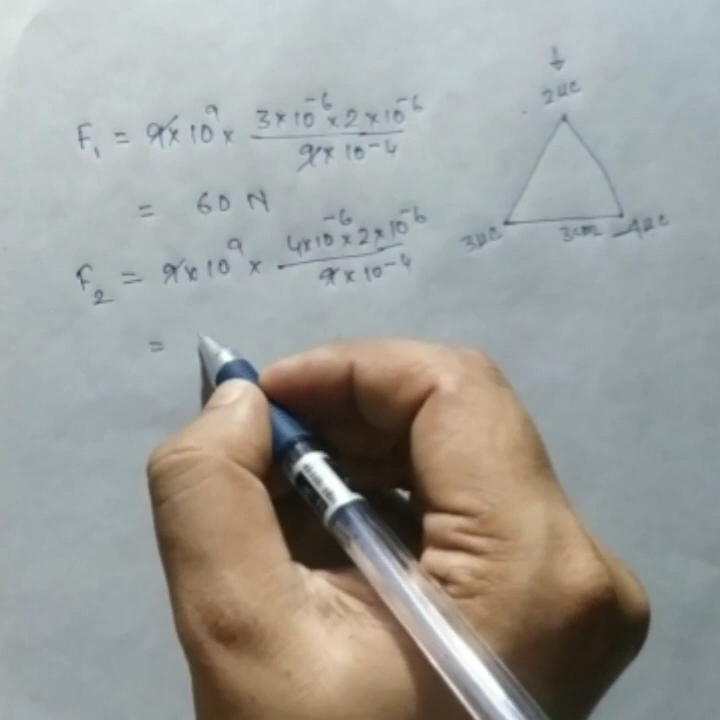 F₁ = 9×10⁹ × (3×10⁻⁶×2×10⁻⁶)/(9×10⁻⁴)
= 60 N
F₂ = 9×10⁹ × (4×10⁻⁶×2×10⁻⁶)/(9×10⁻⁴)
=
↓
2μC
3μC 3cm -4μC